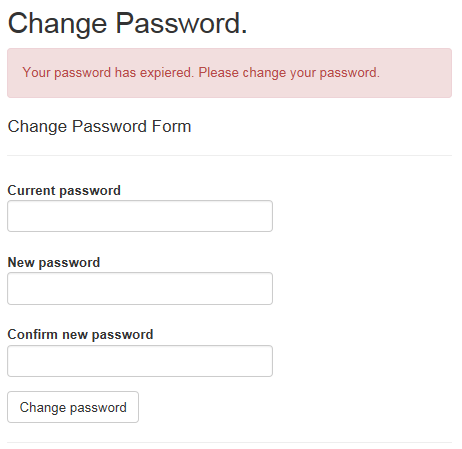 Change Password.
Your password has expiered. Please change your password.
Change Password Form
Current password
New password
Confirm new password
Change password